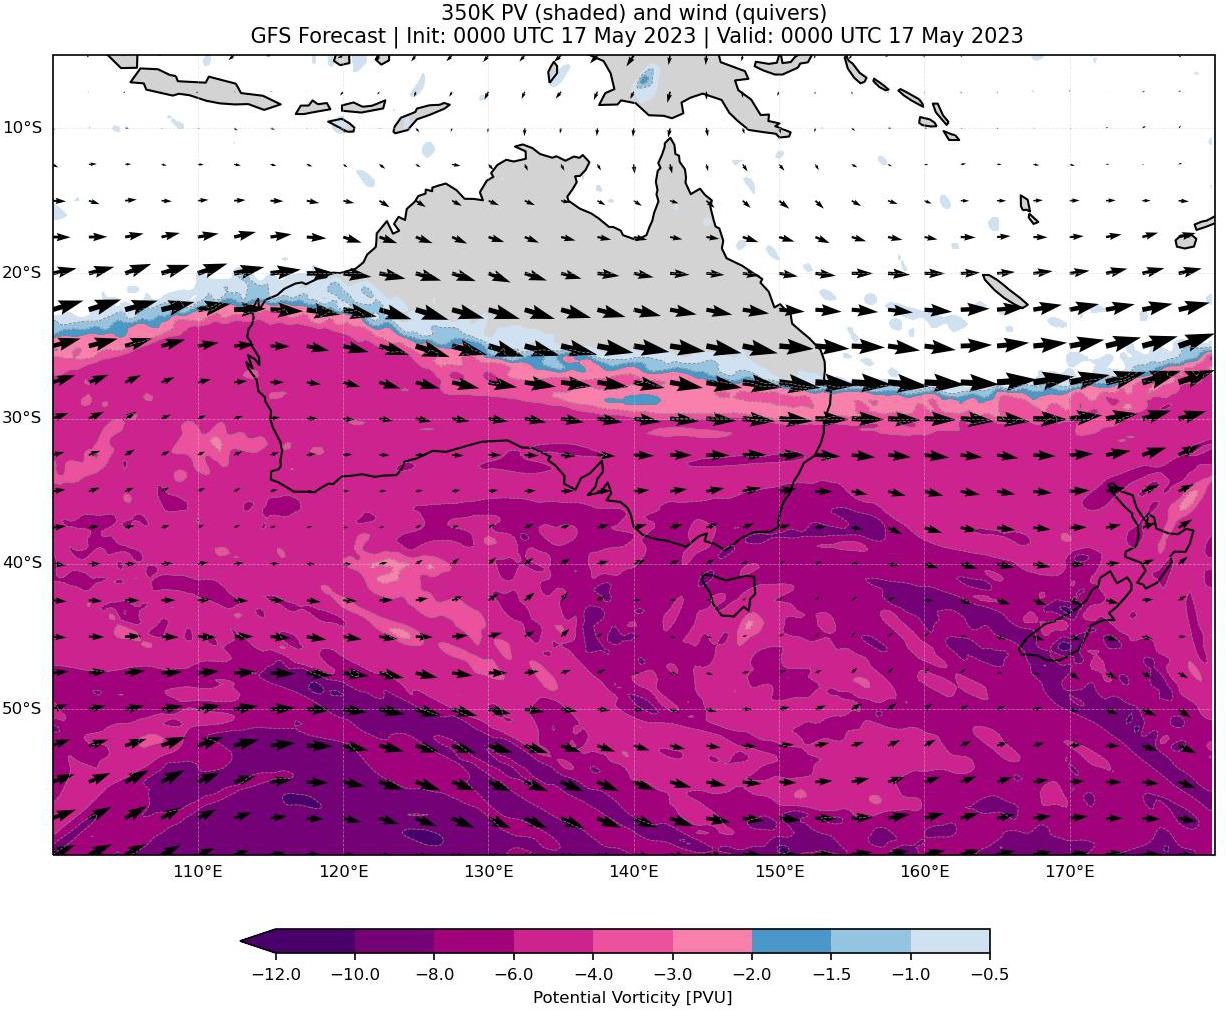 350K PV (shaded) and wind (quivers)
GFS Forecast | Init: 0000 UTC 17 May 2023 | Valid: 0000 UTC 17 May 2023
10°S
20°S
30°S
40°S
50°S
110°E 120°E 130°E 140°E 150°E 160°E 170°E
−12.0 −10.0 −8.0 −6.0 −4.0 −3.0 −2.0 −1.5 −1.0 −0.5
Potential Vorticity [PVU]